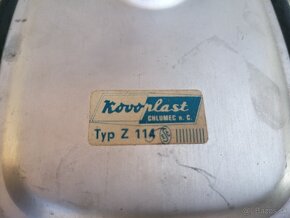 Kovoplast
CHLUMEC n. C.
Typ Z 114